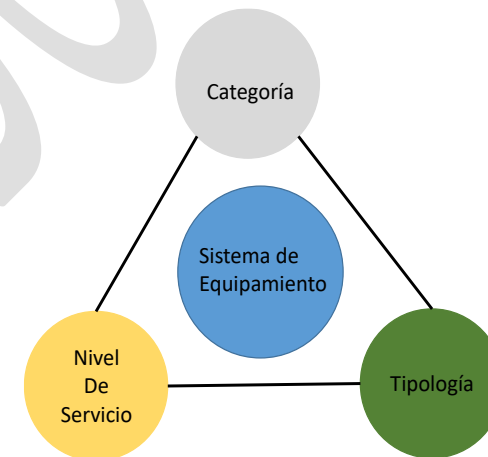 Categoría
Sistema de
Equipamiento
Nivel
De
Servicio
Tipología